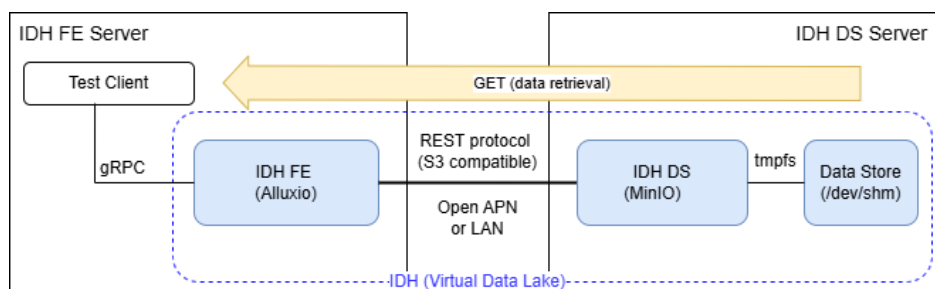 IDH FE Server
IDH DS Server
Test Client
GET (data retrieval)
gRPC
IDH FE
(Alluxio)
REST protocol
(S3 compatible)
Open APN
or LAN
IDH DS
(MinIO)
tmpfs
Data Store
(/dev/shm)
IDH (Virtual Data Lake)